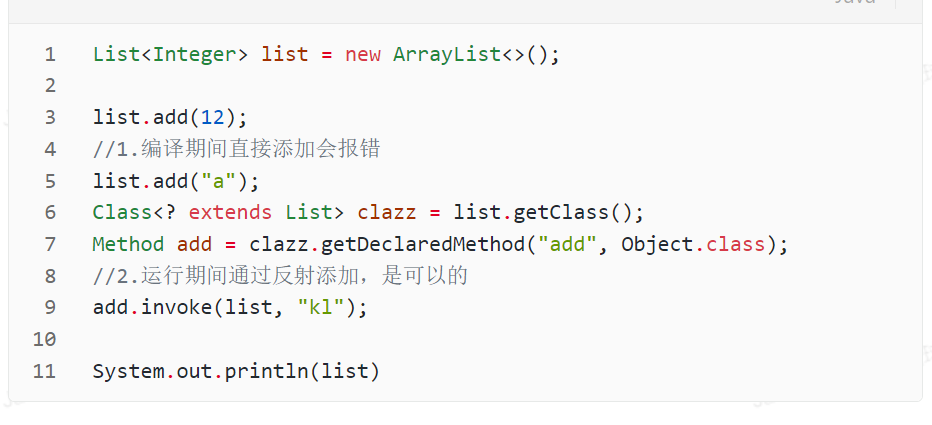 1 List<Integer> list = new ArrayList<>();
2
3 list.add(12);
4 //1.编译期间直接添加会报错
5 list.add("a");
6 Class<? extends List> clazz = list.getClass();
7 Method add = clazz.getDeclaredMethod("add", Object.class);
8 //2.运行期间通过反射添加，是可以的
9 add.invoke(list, "kl");
10
11 System.out.println(list)